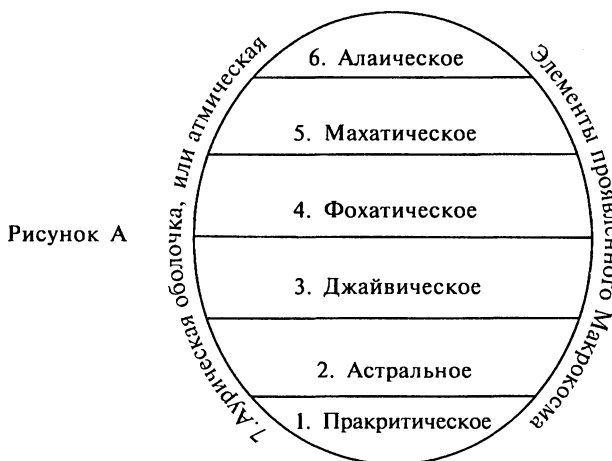 6. Алаическое
5. Махатическое
4. Фохатическое
3. Джайвическое
2. Астральное
1. Пракритическое
7. Аурическая оболочка, или атмическая
Элементы проявленного Макрокосма
Рисунок А